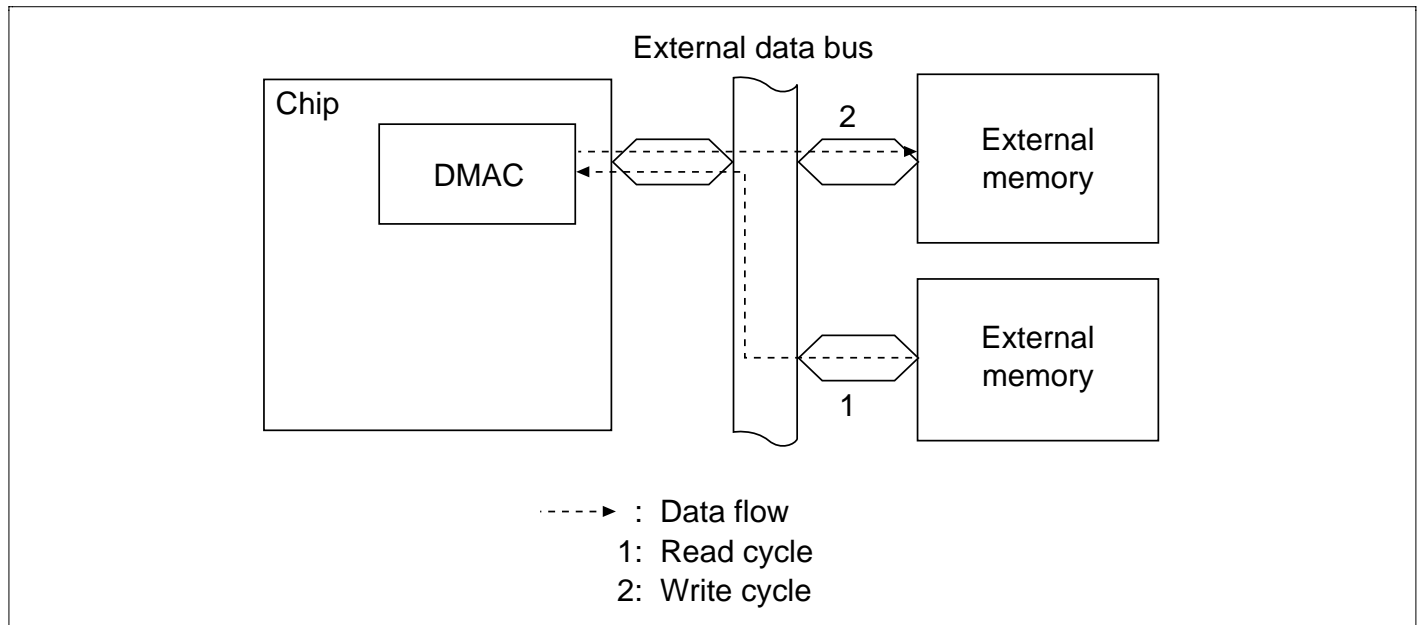 External data bus
Chip
DMAC
2
External
memory
External
memory
1
: Data flow
1: Read cycle
2: Write cycle